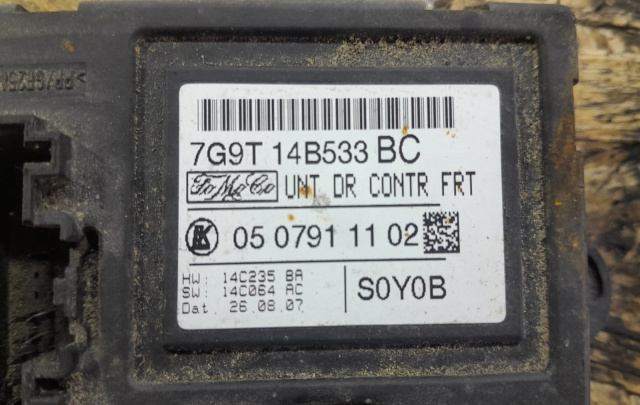 7G9T 14B533 BC
FoMoCo UNT DR CONTR FRT
05 0791 11 02
HW: 14C235 BA
SW: 14C064 AC
Dat 26.08.07
S0Y0B